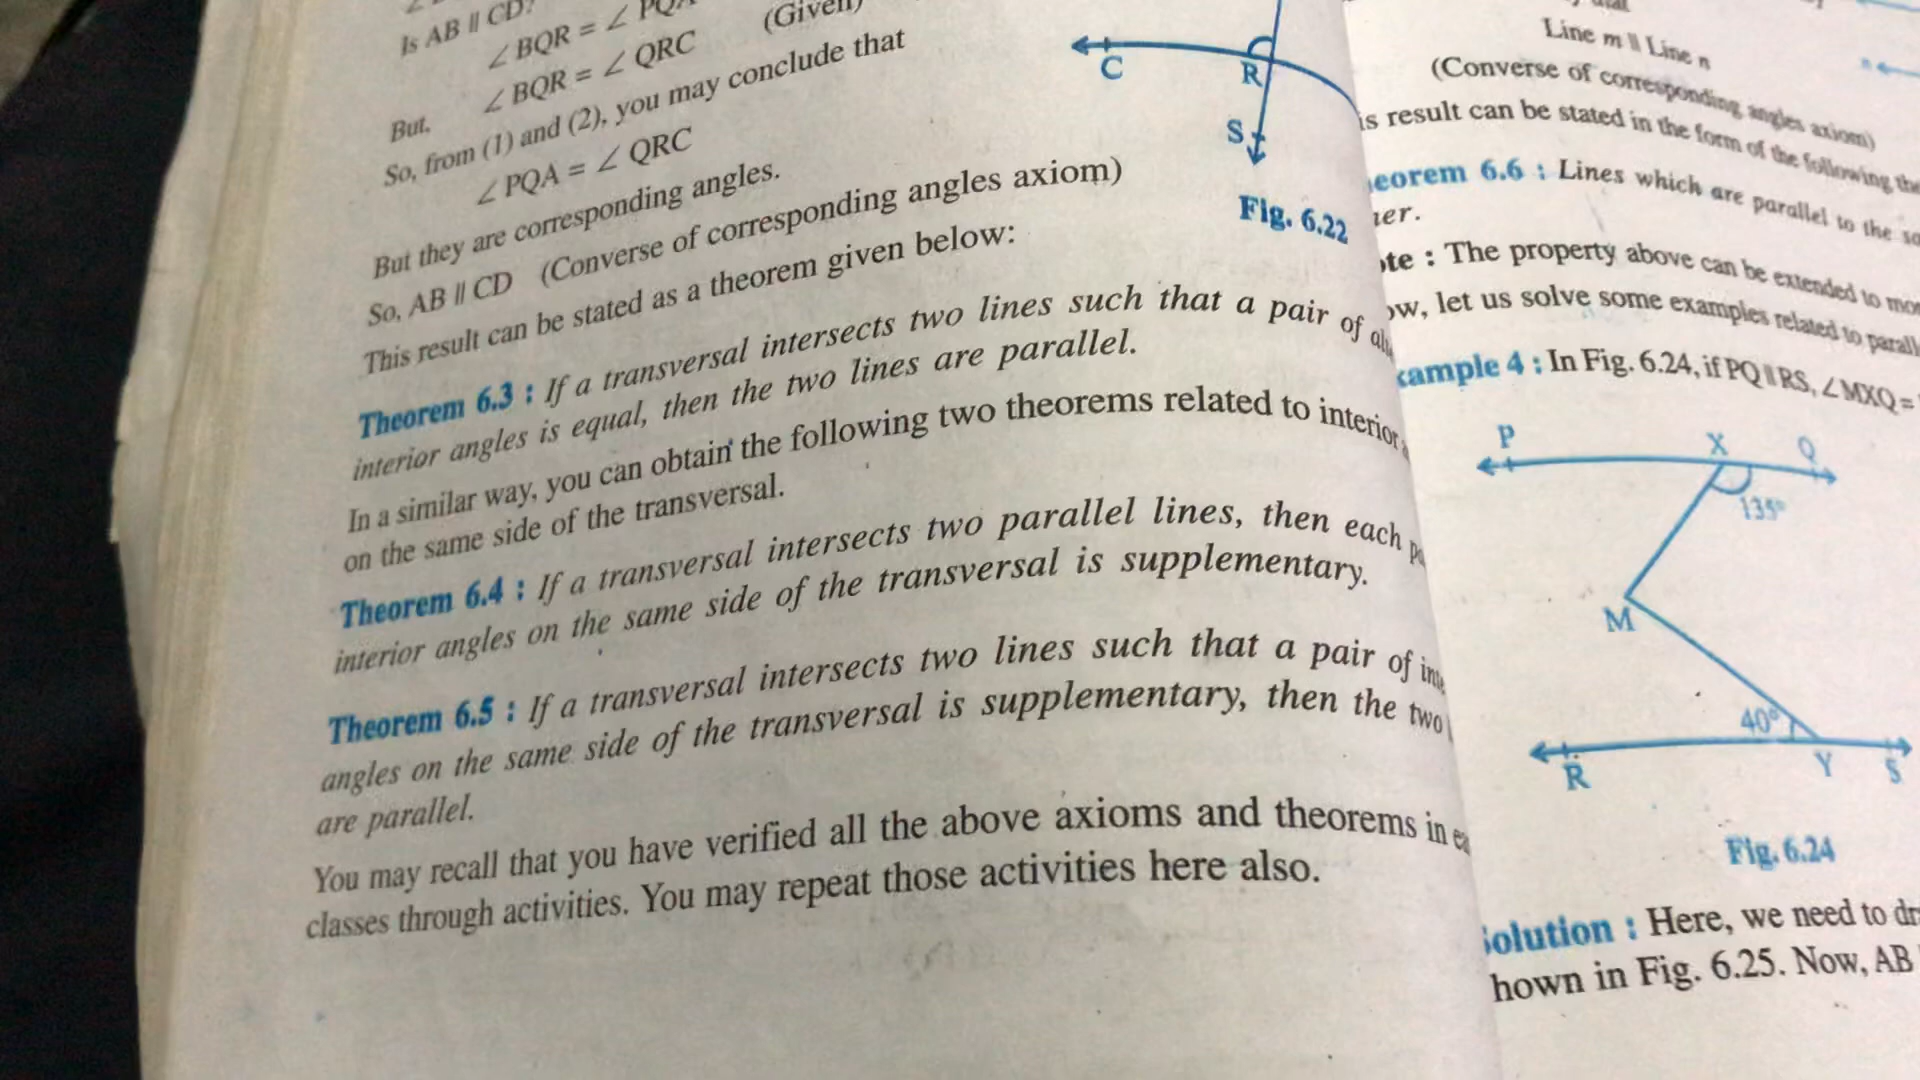 Is AB || CD?
∠ BQR = ∠ PQA
(Given)
But, ∠ BQR = ∠ QRC
So, from (1) and (2), you may conclude that
∠ PQA = ∠ QRC
But they are corresponding angles.
So, AB || CD (Converse of corresponding angles axiom)
This result can be stated as a theorem given below:
Theorem 6.3 : If a transversal intersects two lines such that a pair of
interior angles is equal, then the two lines are parallel.
In a similar way, you can obtain the following two theorems related to interior
on the same side of the transversal.
Theorem 6.4 : If a transversal intersects two parallel lines, then each
interior angles on the same side of the transversal is supplementary.
Theorem 6.5 : If a transversal intersects two lines such that a pair of
angles on the same side of the transversal is supplementary, then the two
are parallel.
You may recall that you have verified all the above axioms and theorems in
classes through activities. You may repeat those activities here also.
C
R
S
Fig. 6.22
Line m || Line n
(Converse of corresponding angles axiom)
is result can be stated in the form of the following
eorem 6.6 : Lines which are parallel to the
er.
te : The property above can be extended to
ow, let us solve some examples related to
xample 4 : In Fig. 6.24, if PQ || RS, ∠ MXQ =
P X Q
135°
M
40°
R Y S
Fig. 6.24
olution : Here, we need to
hown in Fig. 6.25. Now, AB